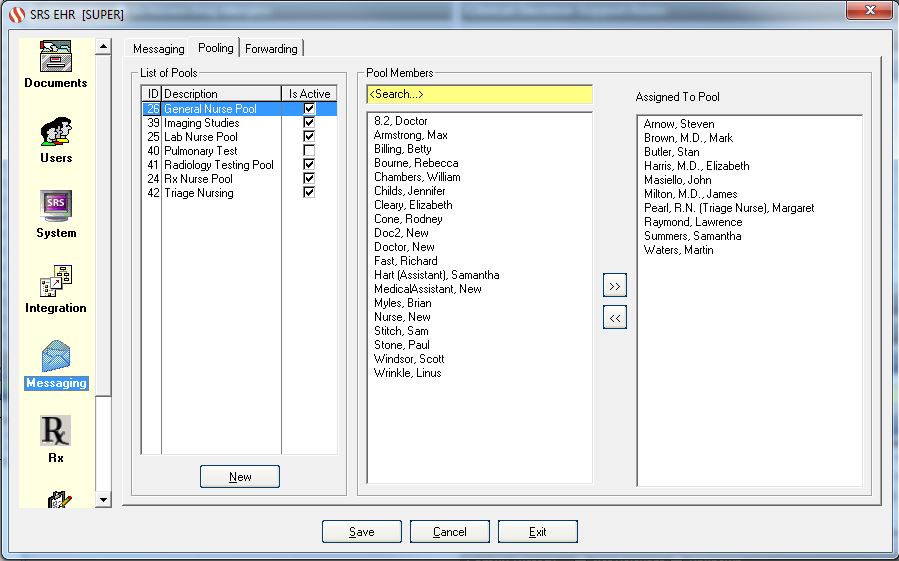 SRS EHR [SUPER]
Documents
Users
SRS
System
Integration
Messaging
Rx
Rx
Messaging
Pooling
Forwarding
List of Pools
ID Description Is Active
26 General Nurse Pool
39 Imaging Studies
25 Lab Nurse Pool
40 Pulmonary Test
41 Radiology Testing Pool
24 Rx Nurse Pool
42 Triage Nursing
New
Pool Members
<Search...>
8.2, Doctor
Armstrong, Max
Billing, Betty
Bourne, Rebecca
Chambers, William
Childs, Jennifer
Cleary, Elizabeth
Cone, Rodney
Doc2, New
Doctor, New
Fast, Richard
Hart (Assistant), Samantha
MedicalAssistant, New
Myles, Brian
Nurse, New
Stitch, Sam
Stone, Paul
Windsor, Scott
Wrinkle, Linus
>>
<<
Assigned To Pool
Arnow, Steven
Brown, M.D., Mark
Butler, Stan
Harris, M.D., Elizabeth
Masiello, John
Milton, M.D., James
Pearl, R.N. (Triage Nurse), Margaret
Raymond, Lawrence
Summers, Samantha
Waters, Martin
Save
Cancel
Exit